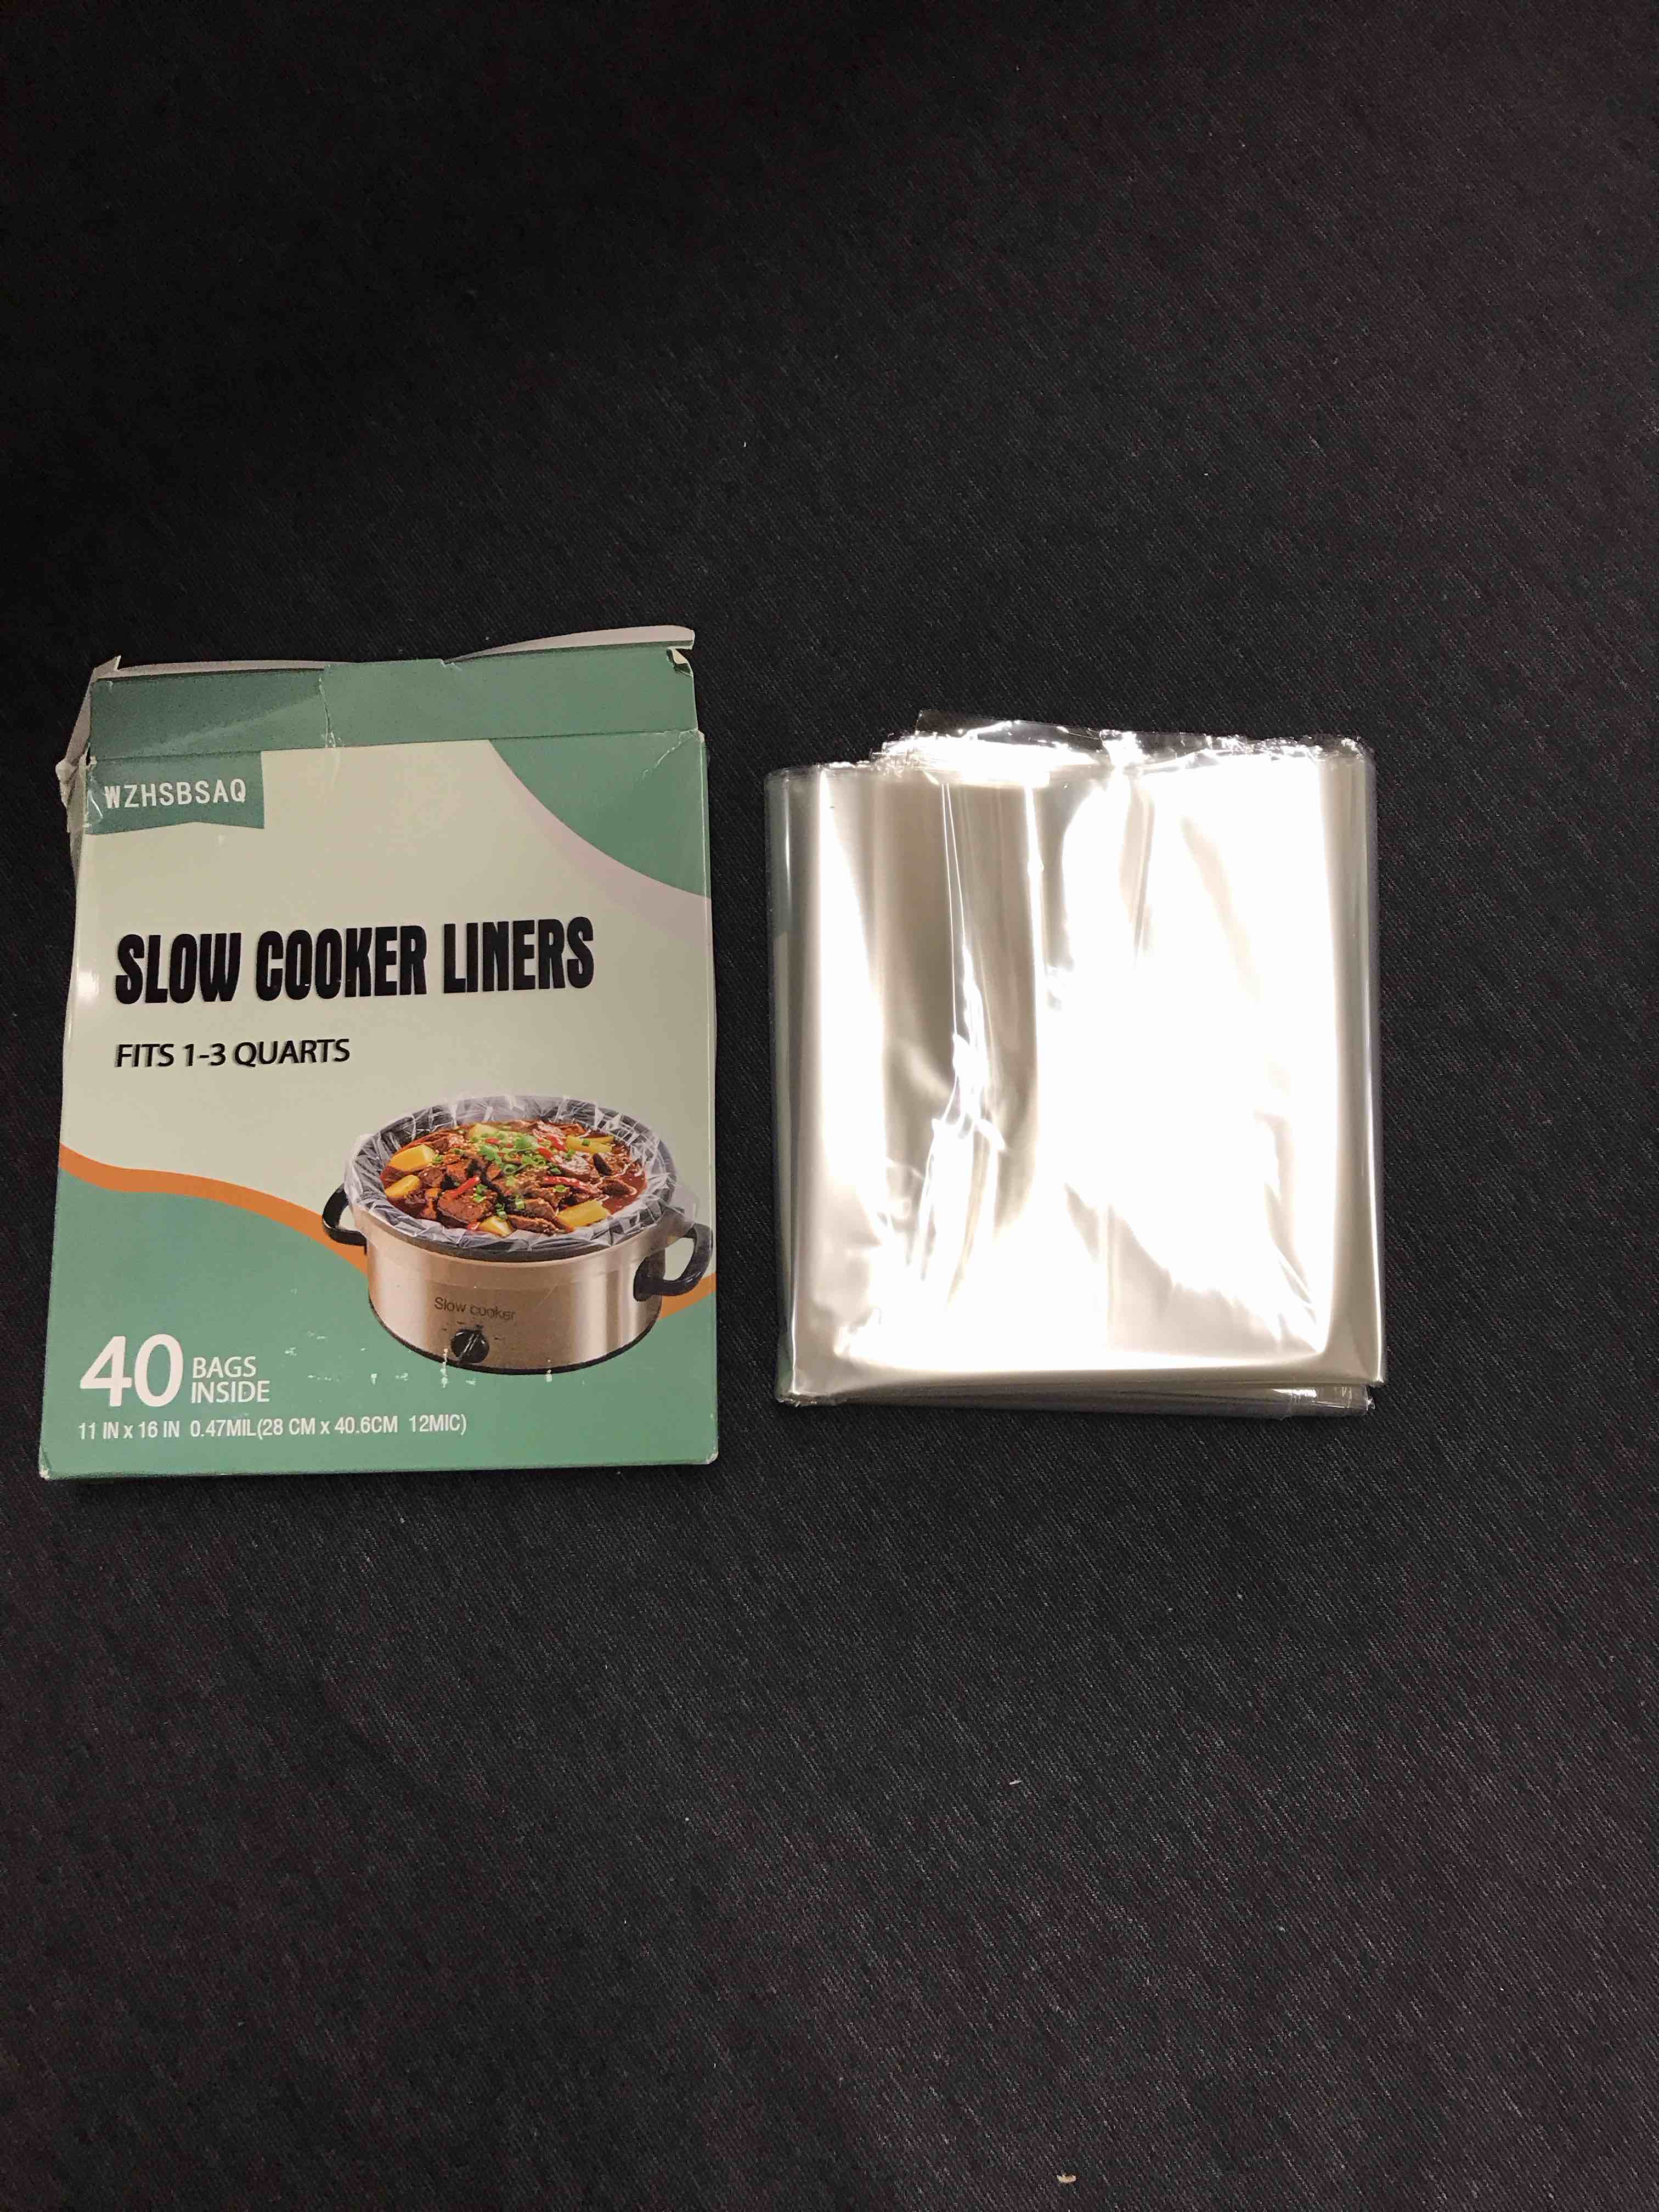 WZHSBSAQ
SLOW COOKER LINERS
FITS 1-3 QUARTS
Slow cooker
40 BAGS
INSIDE
11 IN x 16 IN 0.47MIL(28 CM x 40.6CM 12MIC)